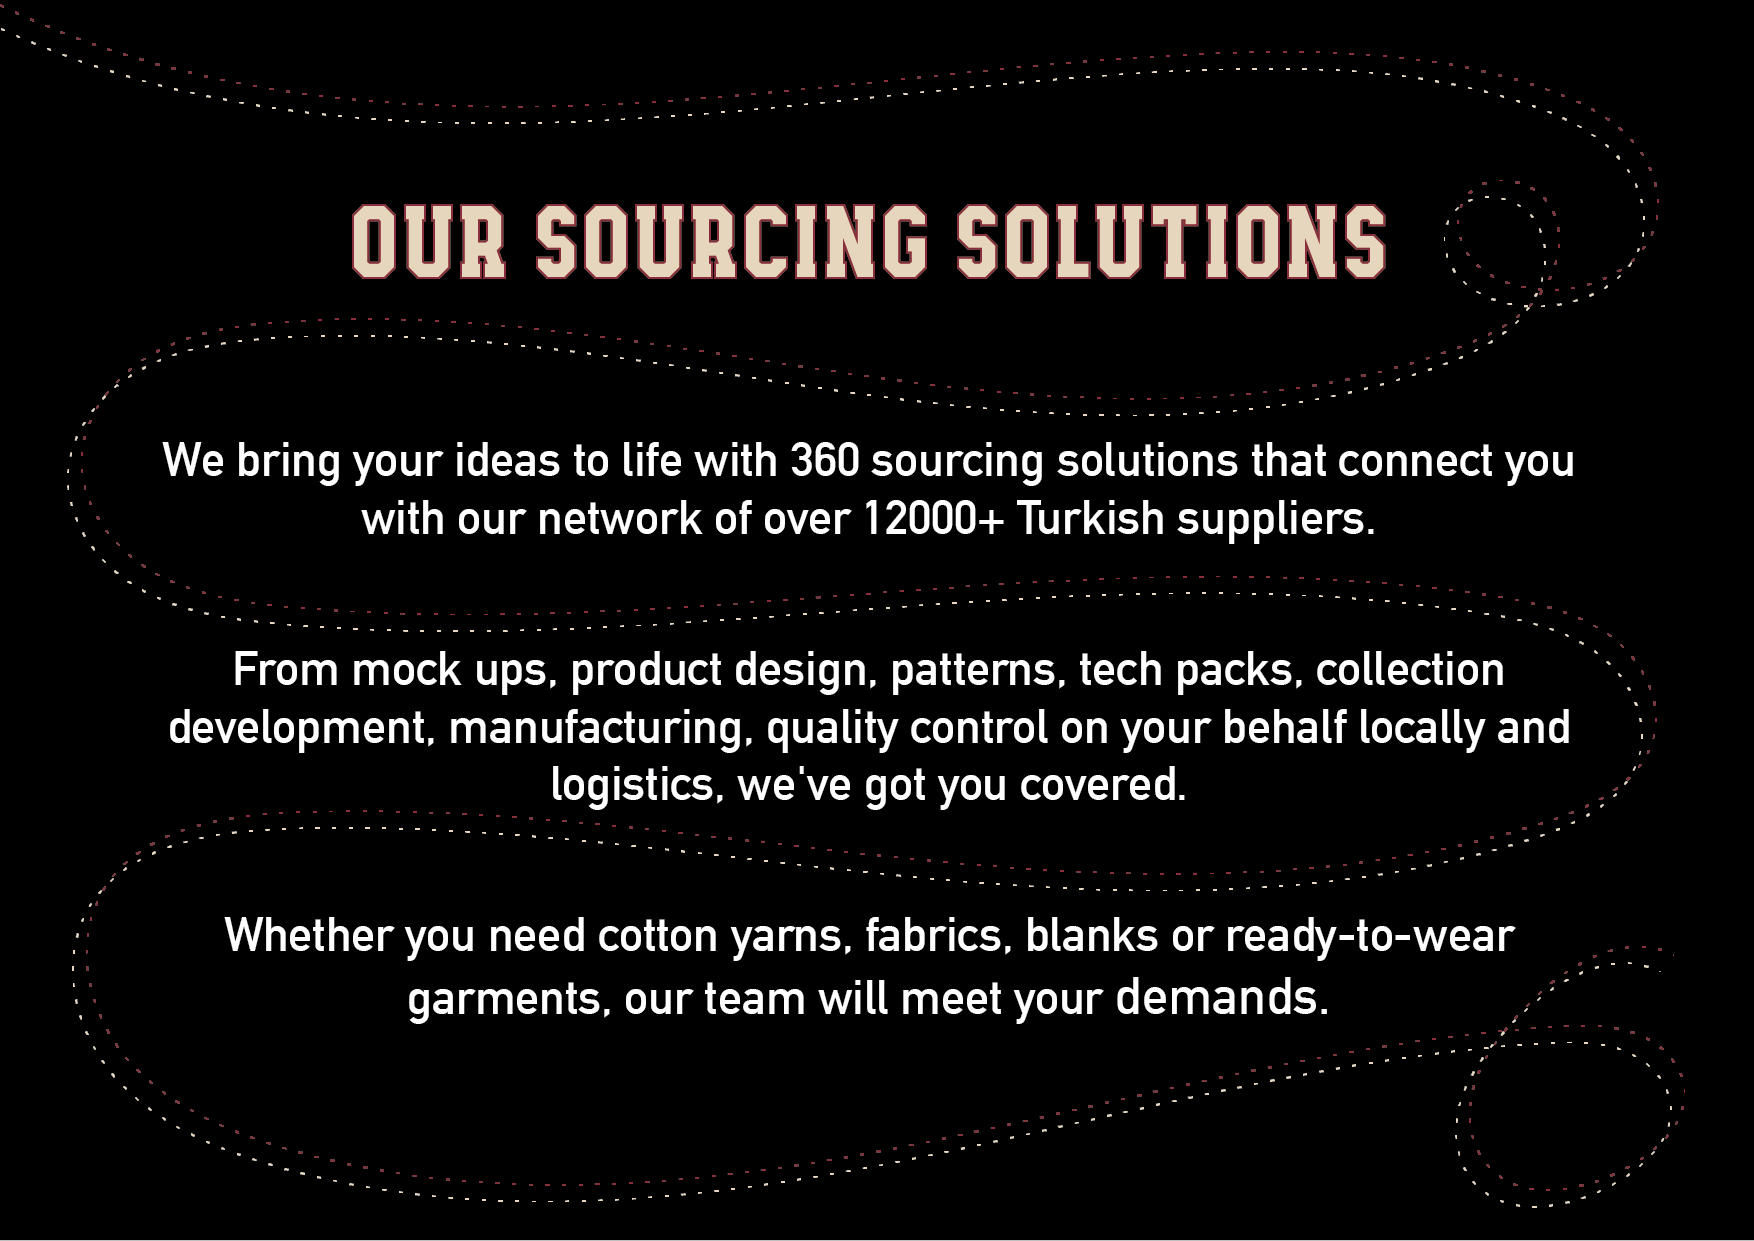 OUR SOURCING SOLUTIONS
We bring your ideas to life with 360 sourcing solutions that connect you
with our network of over 12000+ Turkish suppliers.
From mock ups, product design, patterns, tech packs, collection
development, manufacturing, quality control on your behalf locally and
logistics, we've got you covered.
Whether you need cotton yarns, fabrics, blanks or ready-to-wear
garments, our team will meet your demands.